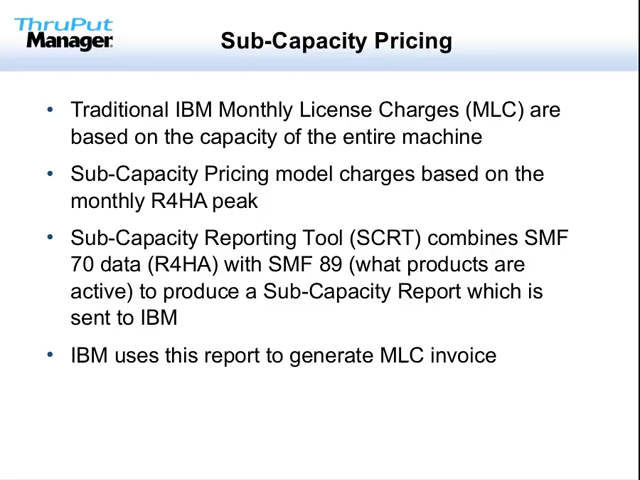 ThruPut
Manager®
Sub-Capacity Pricing
• Traditional IBM Monthly License Charges (MLC) are
based on the capacity of the entire machine
• Sub-Capacity Pricing model charges based on the
monthly R4HA peak
• Sub-Capacity Reporting Tool (SCRT) combines SMF
70 data (R4HA) with SMF 89 (what products are
active) to produce a Sub-Capacity Report which is
sent to IBM
• IBM uses this report to generate MLC invoice